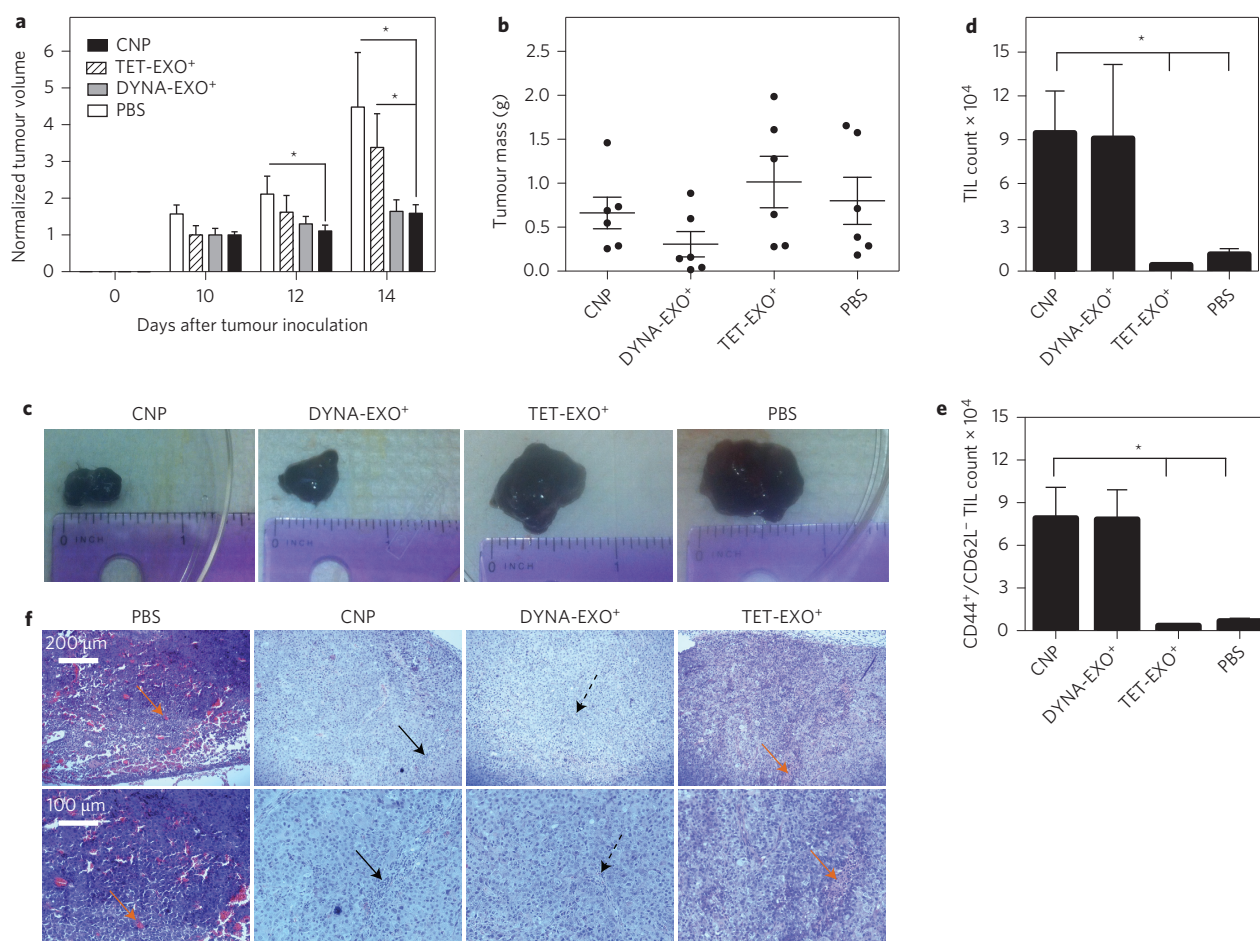 a
Normalized tumour volume
6
5
4
3
2
1
0
CNP
TET-EXO⁺
DYNA-EXO⁺
PBS
*
*
*
0
10
12
14
Days after tumour inoculation
b
Tumour mass (g)
2.5
2.0
1.5
1.0
0.5
0.0
CNP
DYNA-EXO⁺
TET-EXO⁺
PBS
d
TIL count × 10⁴
15
12
9
6
3
0
*
CNP
DYNA-EXO⁺
TET-EXO⁺
PBS
c
CNP
DYNA-EXO⁺
TET-EXO⁺
PBS
0 INCH 1
0 INCH
0 INCH 1
0 INCH
e
CD44⁺/CD62L⁻ TIL count × 10⁴
15
12
9
6
3
0
*
CNP
DYNA-EXO⁺
TET-EXO⁺
PBS
f
PBS
CNP
DYNA-EXO⁺
TET-EXO⁺
200 μm
100 μm